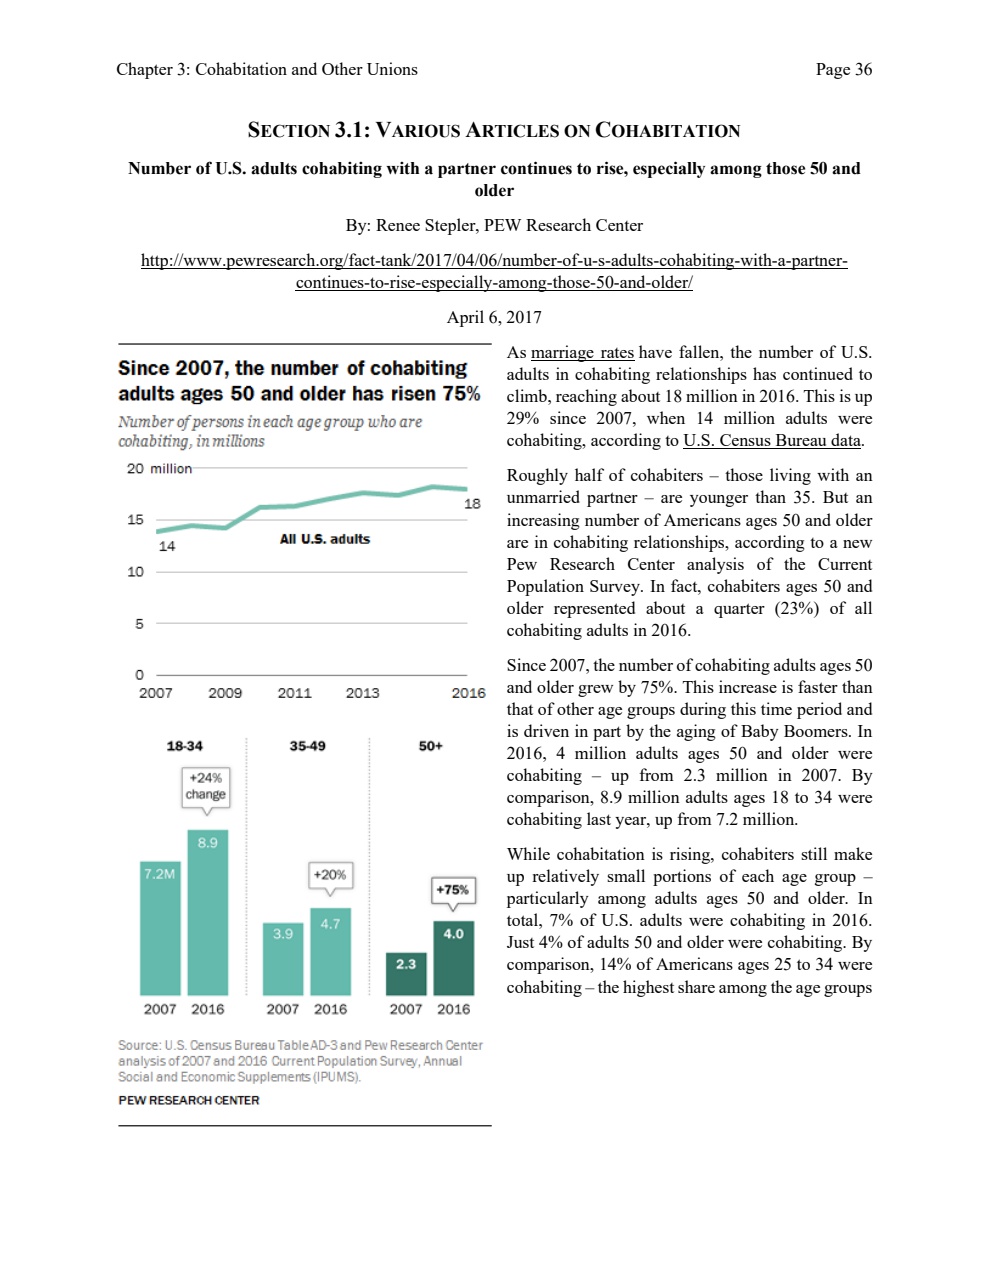 Chapter 3: Cohabitation and Other Unions
Page 36
SECTION 3.1: VARIOUS ARTICLES ON COHABITATION
Number of U.S. adults cohabiting with a partner continues to rise, especially among those 50 and
older
By: Renee Stepler, PEW Research Center
http://www.pewresearch.org/fact-tank/2017/04/06/number-of-u-s-adults-cohabiting-with-a-partner-
continues-to-rise-especially-among-those-50-and-older/
April 6, 2017
Since 2007, the number of cohabiting
adults ages 50 and older has risen 75%
Number of persons in each age group who are
cohabiting, in millions
20 million
18
15
14
All U.S. adults
10
5
0
2007 2009 2011 2013 2016
18-34 35-49 50+
+24%
change
8.9
7.2M
+20%
+75%
4.7
3.9
4.0
2.3
2007 2016 2007 2016 2007 2016
Source: U.S. Census Bureau Table AD-3 and Pew Research Center
analysis of 2007 and 2016 Current Population Survey, Annual
Social and Economic Supplements (IPUMS).
PEW RESEARCH CENTER
As marriage rates have fallen, the number of U.S.
adults in cohabiting relationships has continued to
climb, reaching about 18 million in 2016. This is up
29% since 2007, when 14 million adults were
cohabiting, according to U.S. Census Bureau data.
Roughly half of cohabiters – those living with an
unmarried partner – are younger than 35. But an
increasing number of Americans ages 50 and older
are in cohabiting relationships, according to a new
Pew Research Center analysis of the Current
Population Survey. In fact, cohabiters ages 50 and
older represented about a quarter (23%) of all
cohabiting adults in 2016.
Since 2007, the number of cohabiting adults ages 50
and older grew by 75%. This increase is faster than
that of other age groups during this time period and
is driven in part by the aging of Baby Boomers. In
2016, 4 million adults ages 50 and older were
cohabiting – up from 2.3 million in 2007. By
comparison, 8.9 million adults ages 18 to 34 were
cohabiting last year, up from 7.2 million.
While cohabitation is rising, cohabiters still make
up relatively small portions of each age group –
particularly among adults ages 50 and older. In
total, 7% of U.S. adults were cohabiting in 2016.
Just 4% of adults 50 and older were cohabiting. By
comparison, 14% of Americans ages 25 to 34 were
cohabiting – the highest share among the age groups